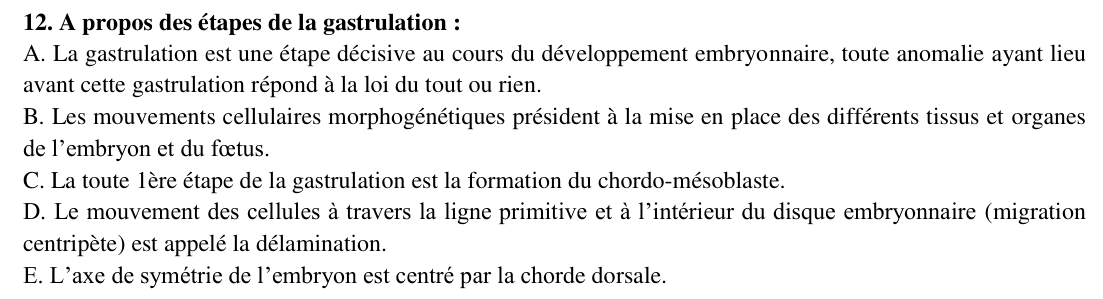 12. A propos des étapes de la gastrulation :
A. La gastrulation est une étape décisive au cours du développement embryonnaire, toute anomalie ayant lieu
avant cette gastrulation répond à la loi du tout ou rien.
B. Les mouvements cellulaires morphogénétiques président à la mise en place des différents tissus et organes
de l’embryon et du fœtus.
C. La toute 1ère étape de la gastrulation est la formation du chordo-mésoblaste.
D. Le mouvement des cellules à travers la ligne primitive et à l’intérieur du disque embryonnaire (migration
centripète) est appelé la délamination.
E. L’axe de symétrie de l’embryon est centré par la chorde dorsale.